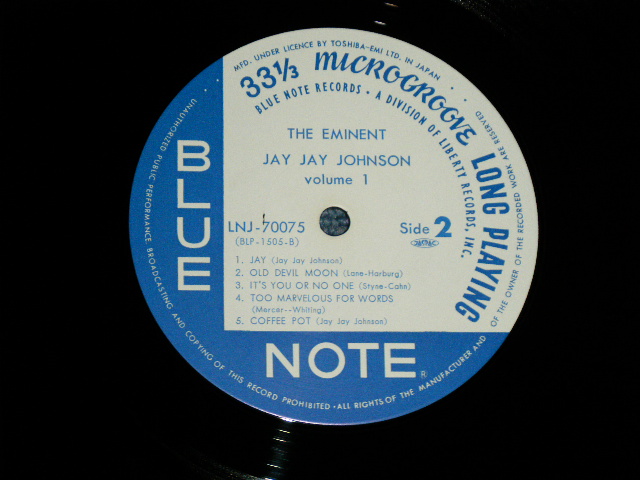 MFD. UNDER LICENCE BY TOSHIBA-EMI LTD. IN JAPAN
33⅓ MICROGROOVE LONG PLAYING
BLUE NOTE RECORDS • A DIVISION OF LIBERTY RECORDS, INC.
THE EMINENT
JAY JAY JOHNSON
volume 1
LNJ-70075
(BLP-1505-B)
Side 2
1. JAY (Jay Jay Johnson)
2. OLD DEVIL MOON (Lane-Harburg)
3. IT'S YOU OR NO ONE (Styne-Cahn)
4. TOO MARVELOUS FOR WORDS
(Mercer--Whiting)
5. COFFEE POT (Jay Jay Johnson)
BLUE
NOTE®
UNAUTHORIZED PUBLIC PERFORMANCE, BROADCASTING AND COPYING OF THIS RECORD PROHIBITED • ALL RIGHTS OF THE MANUFACTURER AND OF THE OWNER OF THE RECORDED WORK ARE RESERVED